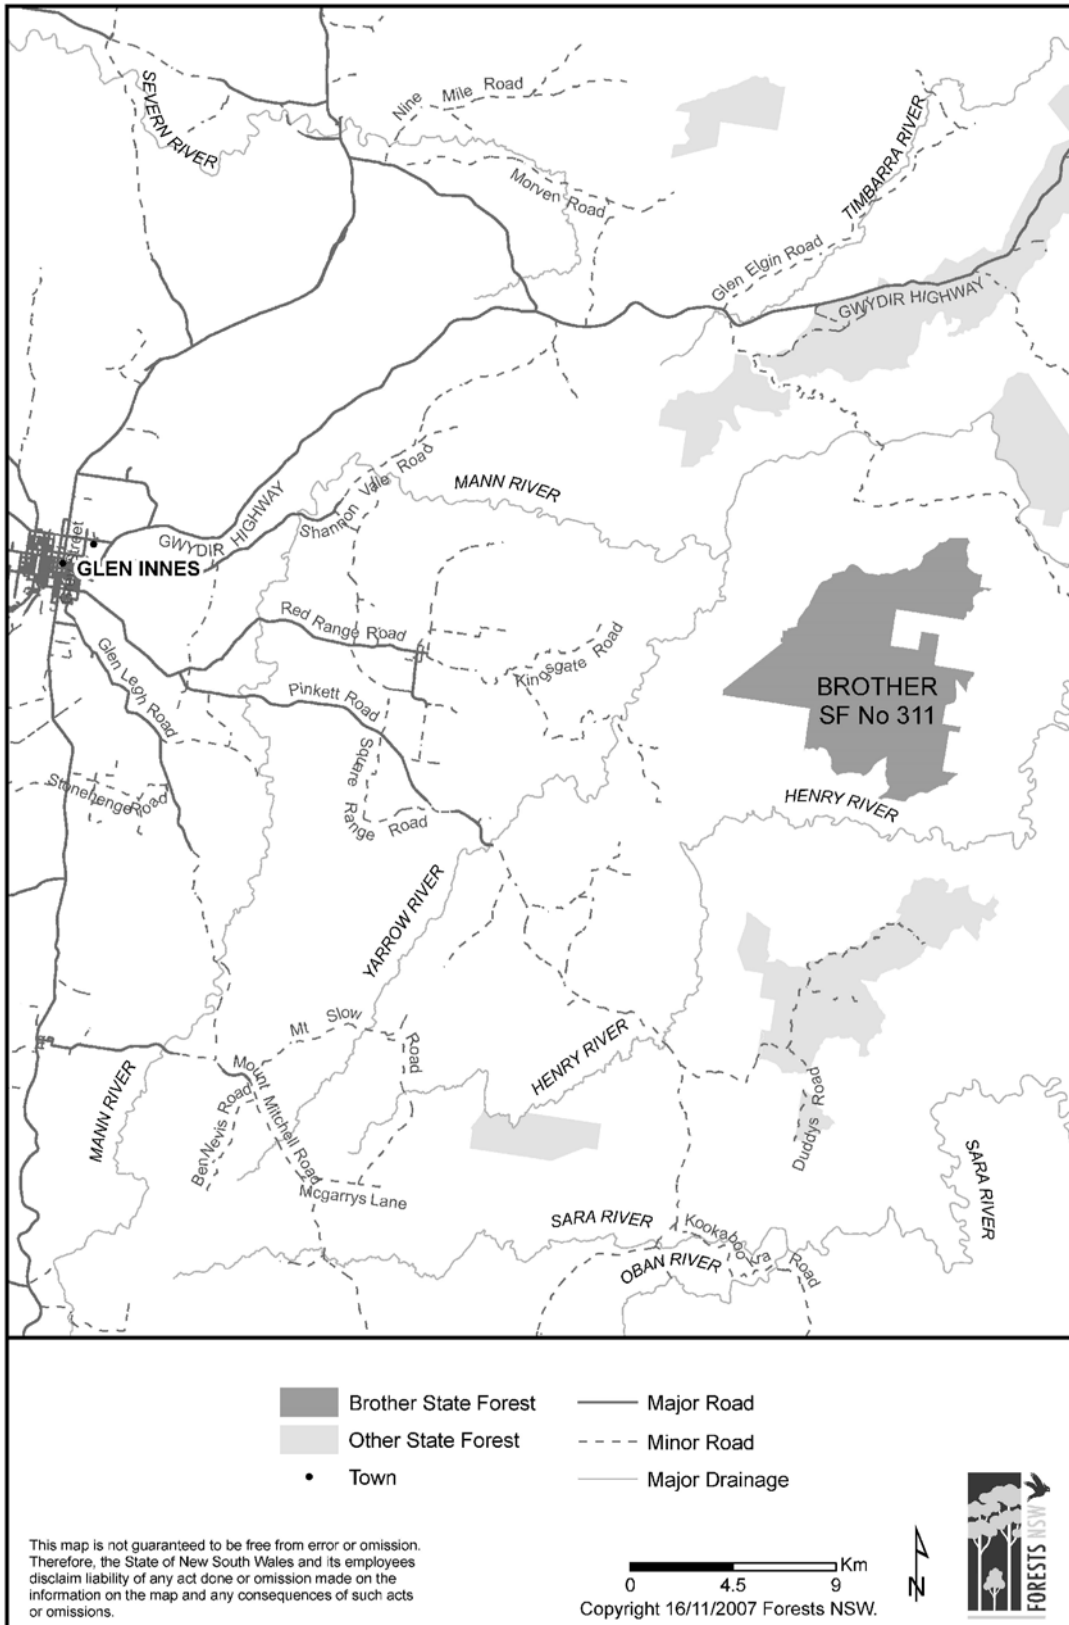 SEVERN RIVER
Nine Mile Road
Morven Road
TIMBARRA RIVER
Glen Elgin Road
GWYDIR HIGHWAY
Shannon Vale Road
MANN RIVER
GWYDIR HIGHWAY
Street
GLEN INNES
Red Range Road
Kingsgate Road
Glen Legh Road
Pinkett Road
BROTHER
SF No 311
Square Range Road
Stonehenge Road
HENRY RIVER
YARROW RIVER
Mt Slow Road
HENRY RIVER
MANN RIVER
Mount Mitchell Road
Ben Nevis Road
Duddys Road
Mcgarrys Lane
SARA RIVER
SARA RIVER
Kookabookra Road
OBAN RIVER
Brother State Forest
Other State Forest
Town
Major Road
Minor Road
Major Drainage
This map is not guaranteed to be free from error or omission.
Therefore, the State of New South Wales and its employees
disclaim liability of any act done or omission made on the
information on the map and any consequences of such acts
or omissions.
Km
0 4.5 9
Copyright 16/11/2007 Forests NSW.
N
FORESTS NSW